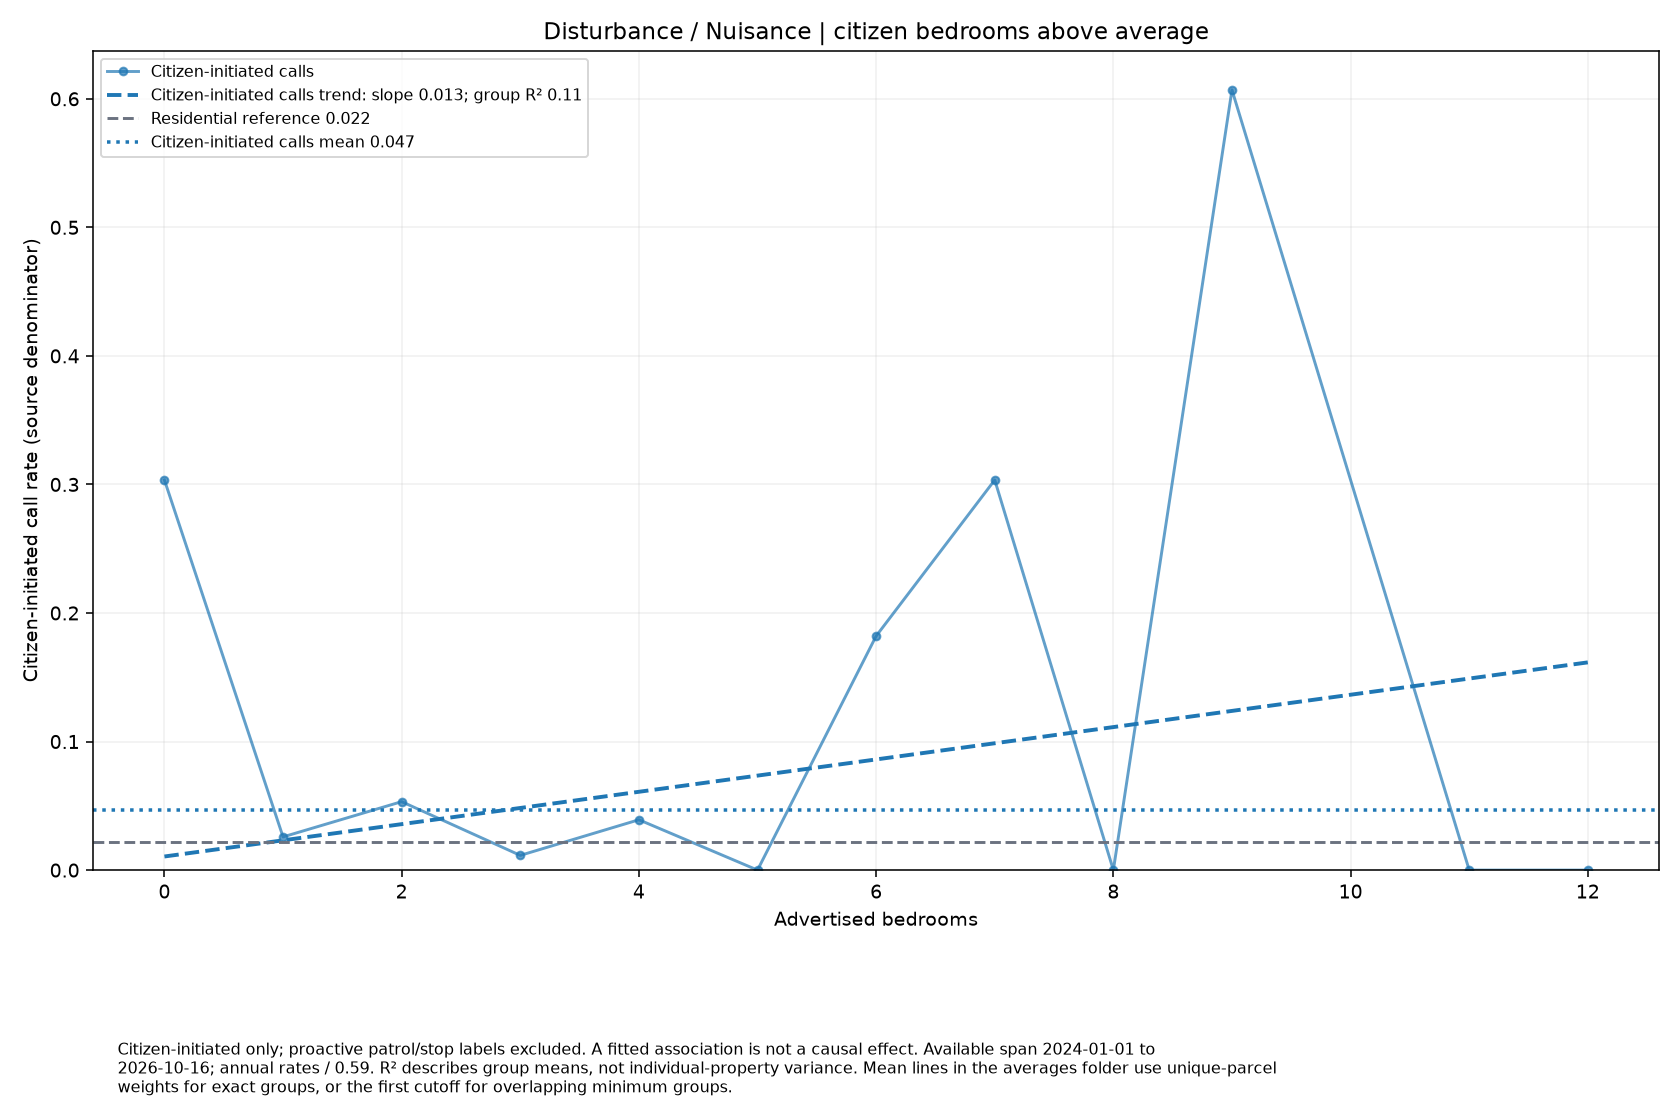 Disturbance / Nuisance | citizen bedrooms above average
Citizen-initiated calls
Citizen-initiated calls trend: slope 0.013; group R² 0.11
Residential reference 0.022
Citizen-initiated calls mean 0.047
Citizen-initiated call rate (source denominator)
0.6
0.5
0.4
0.3
0.2
0.1
0.0
0 2 4 6 8 10 12
Advertised bedrooms
Citizen-initiated only; proactive patrol/stop labels excluded. A fitted association is not a causal effect. Available span 2024-01-01 to
2026-10-16; annual rates / 0.59. R² describes group means, not individual-property variance. Mean lines in the averages folder use unique-parcel
weights for exact groups, or the first cutoff for overlapping minimum groups.